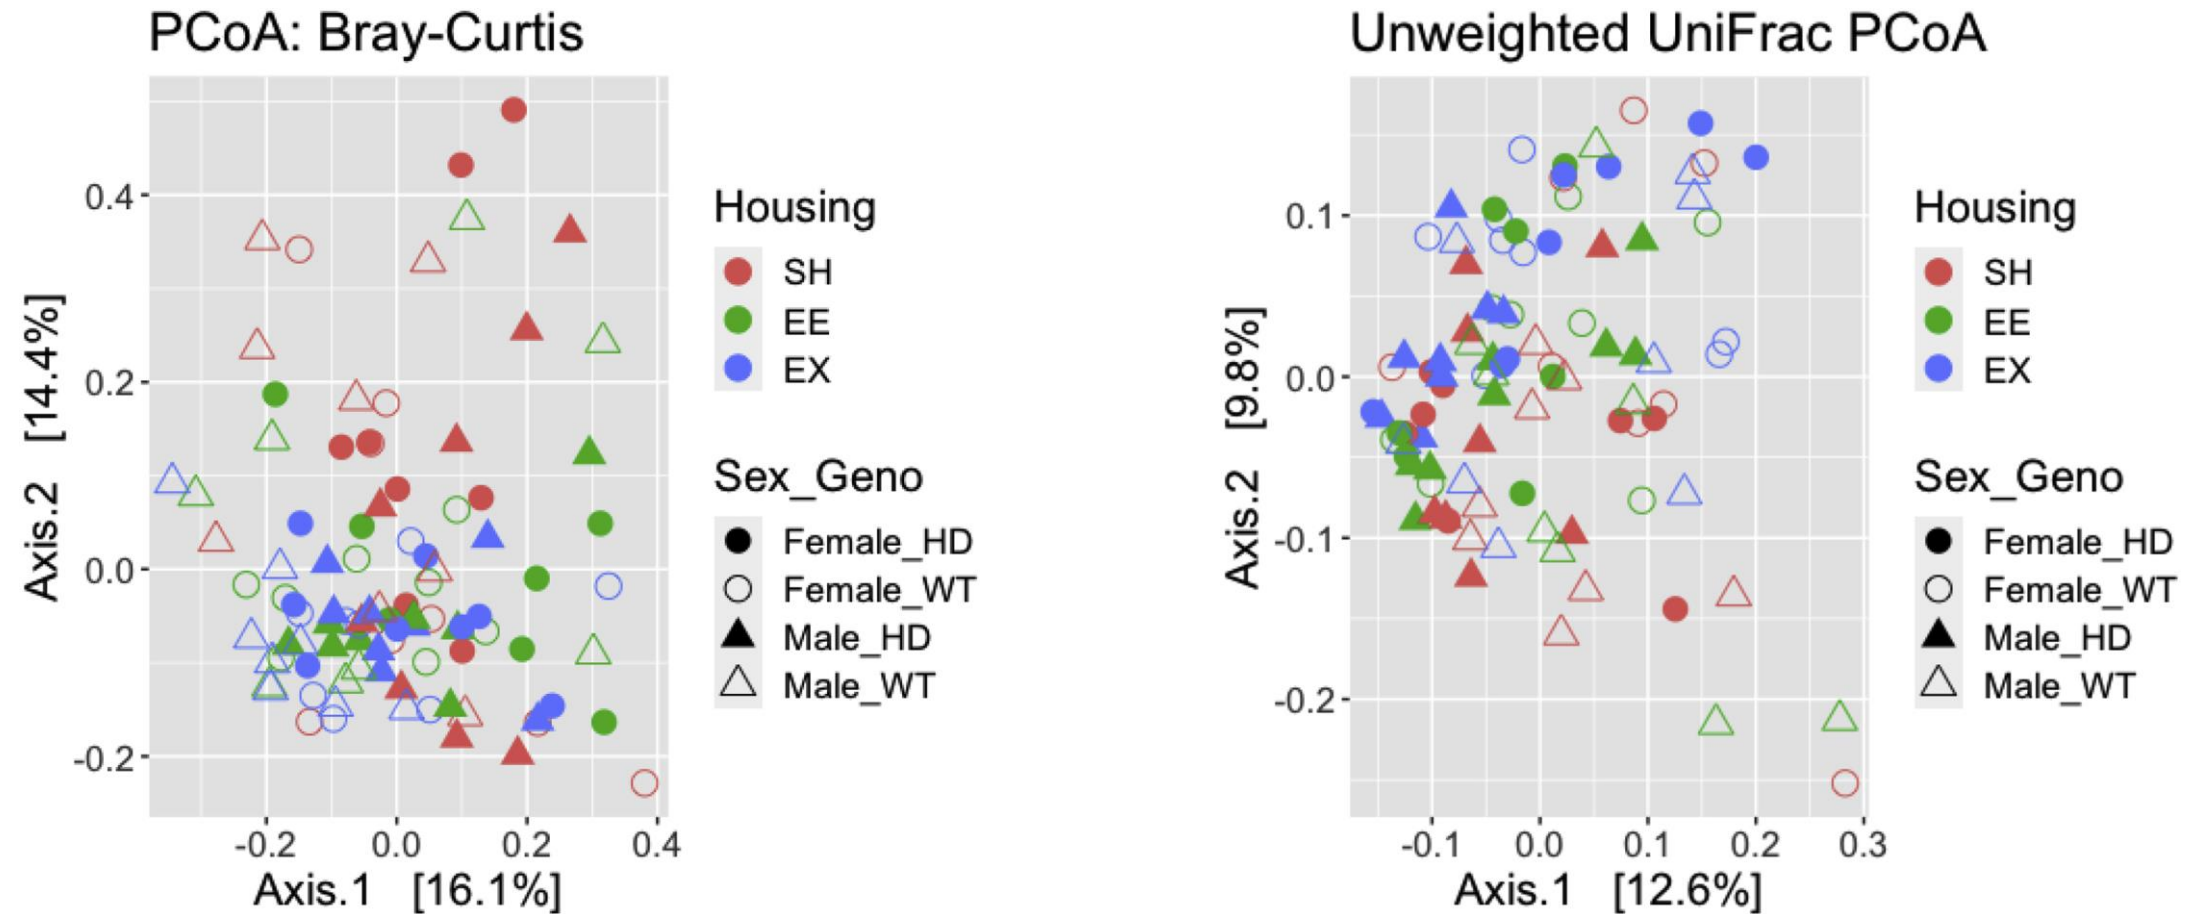 PCoA: Bray-Curtis
0.4
0.2
0.0
-0.2
Axis.2 [14.4%]
-0.2 0.0 0.2 0.4
Axis.1 [16.1%]
Housing
SH
EE
EX
Sex_Geno
Female_HD
Female_WT
Male_HD
Male_WT
Unweighted UniFrac PCoA
0.1
0.0
-0.1
-0.2
Axis.2 [9.8%]
-0.1 0.0 0.1 0.2 0.3
Axis.1 [12.6%]
Housing
SH
EE
EX
Sex_Geno
Female_HD
Female_WT
Male_HD
Male_WT